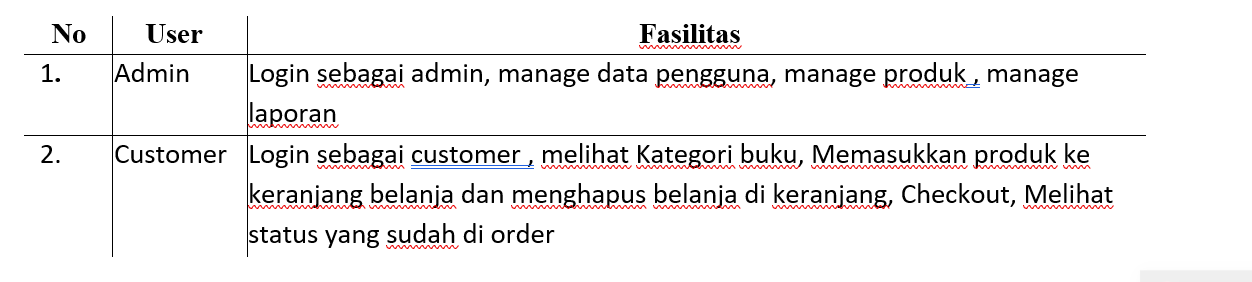 No User Fasilitas
1. Admin Login sebagai admin, manage data pengguna, manage produk , manage
laporan
2. Customer Login sebagai customer , melihat Kategori buku, Memasukkan produk ke
keranjang belanja dan menghapus belanja di keranjang, Checkout, Melihat
status yang sudah di order